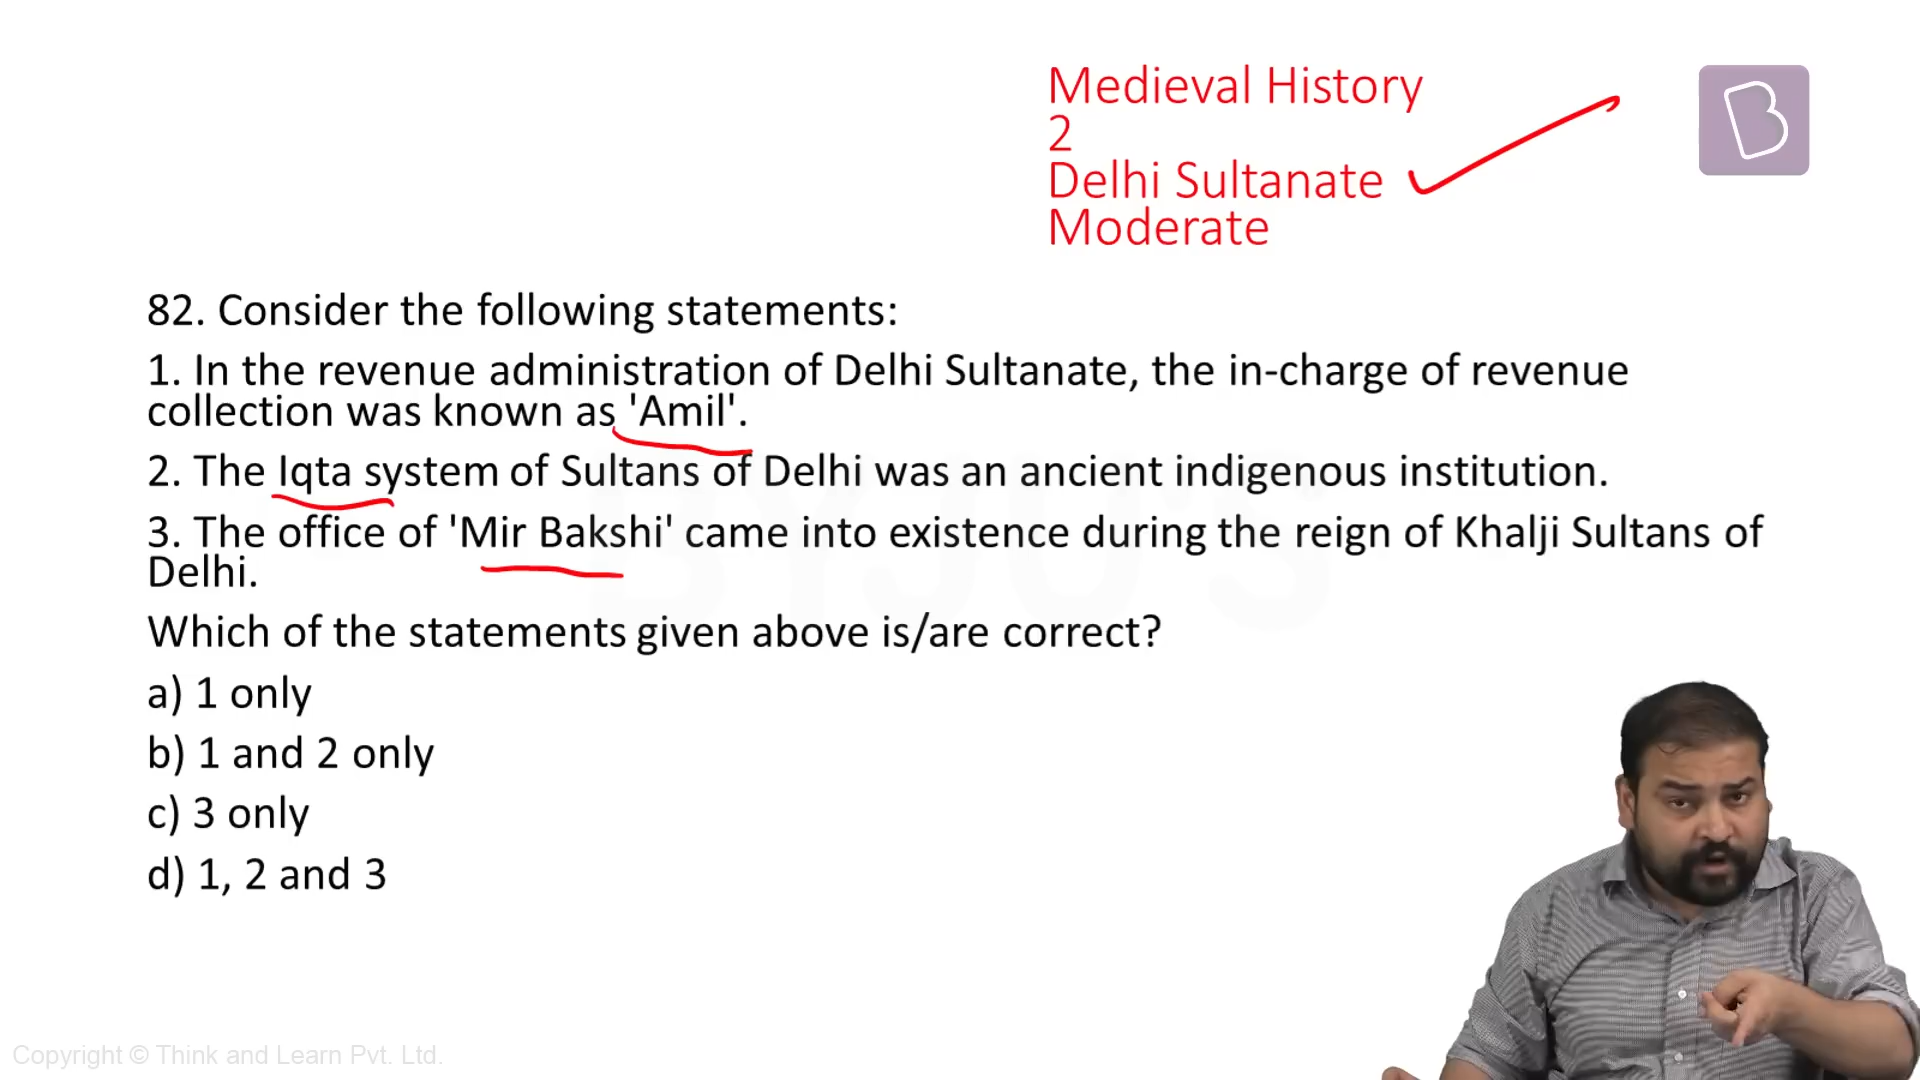 Medieval History
2
Delhi Sultanate
Moderate
B
82. Consider the following statements:
1. In the revenue administration of Delhi Sultanate, the in-charge of revenue
collection was known as 'Amil'.
2. The Iqta system of Sultans of Delhi was an ancient indigenous institution.
3. The office of 'Mir Bakshi' came into existence during the reign of Khalji Sultans of
Delhi.
Which of the statements given above is/are correct?
a) 1 only
b) 1 and 2 only
c) 3 only
d) 1, 2 and 3
BYJU'S
Copyright © Think and Learn Pvt. Ltd.